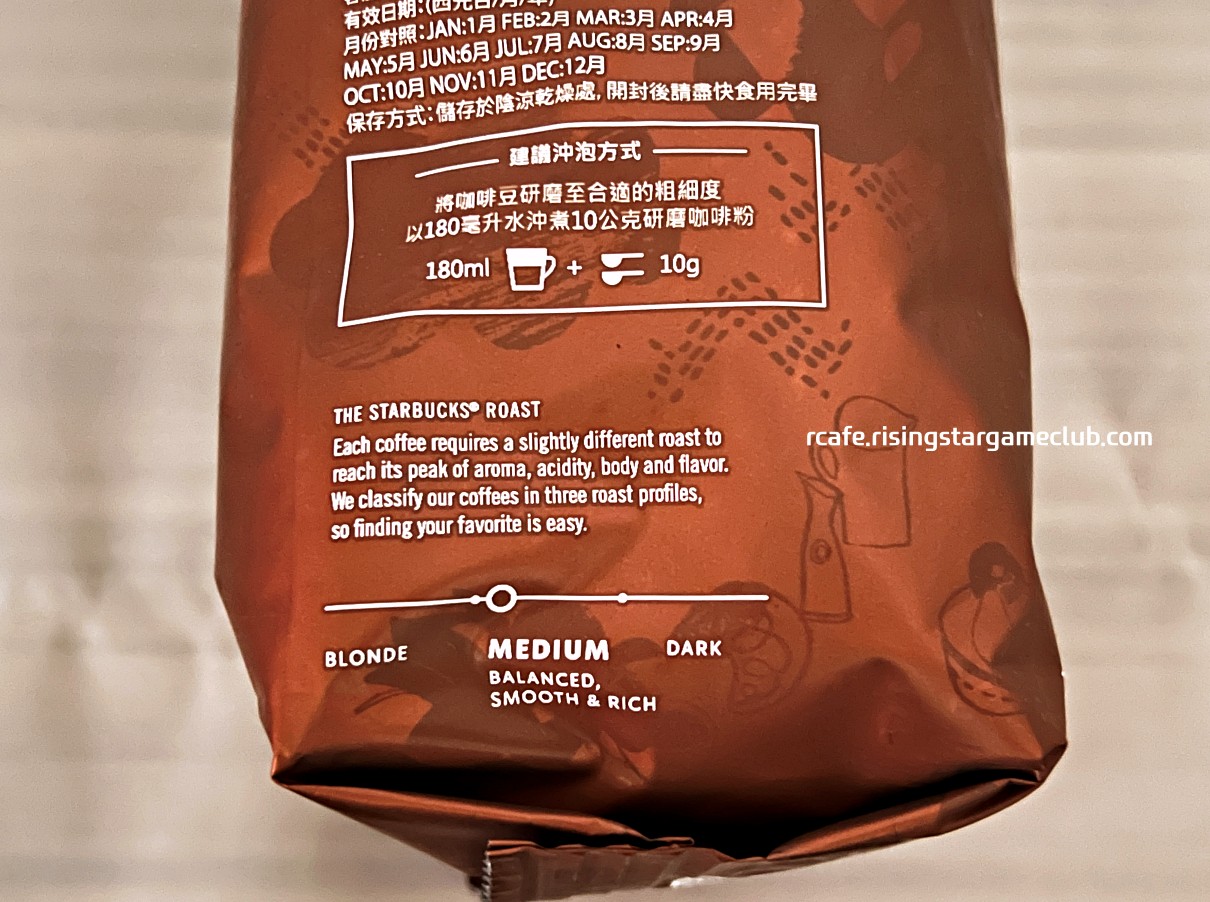 有效日期:(西元日/月/年)
月份對照:JAN:1月 FEB:2月 MAR:3月 APR:4月
MAY:5月 JUN:6月 JUL:7月 AUG:8月 SEP:9月
OCT:10月 NOV:11月 DEC:12月
保存方式:儲存於陰涼乾燥處, 開封後請盡快食用完畢
建議沖泡方式
將咖啡豆研磨至合適的粗細度
以180毫升水沖煮10公克研磨咖啡粉
180ml + 10g
THE STARBUCKS® ROAST
Each coffee requires a slightly different roast to
reach its peak of aroma, acidity, body and flavor.
We classify our coffees in three roast profiles,
so finding your favorite is easy.
rcafe.risingstargameclub.com
BLONDE MEDIUM DARK
BALANCED,
SMOOTH & RICH